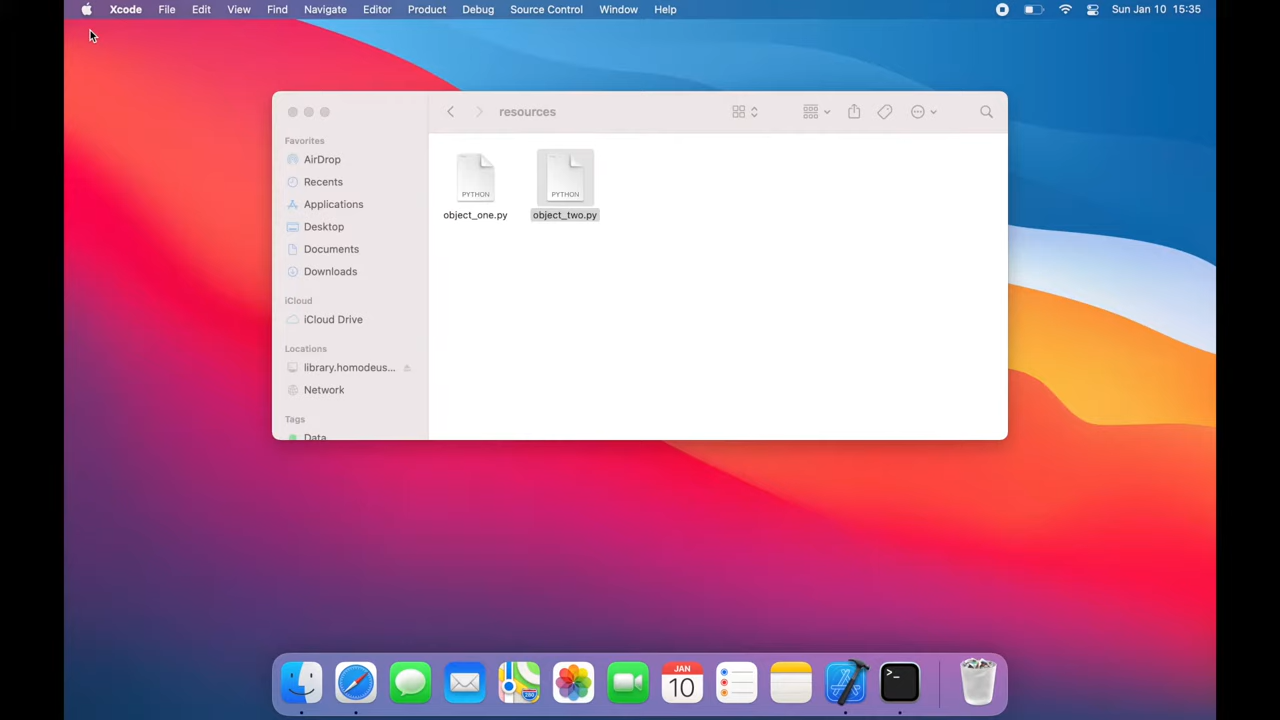 Xcode File Edit View Find Navigate Editor Product Debug Source Control Window Help Sun Jan 10 15:35
resources
Favorites
AirDrop
Recents
Applications
Desktop
Documents
Downloads
iCloud
iCloud Drive
Locations
library.homodeus...
Network
Tags
Data
PYTHON PYTHON
object_one.py object_two.py
JAN
10
280
>_